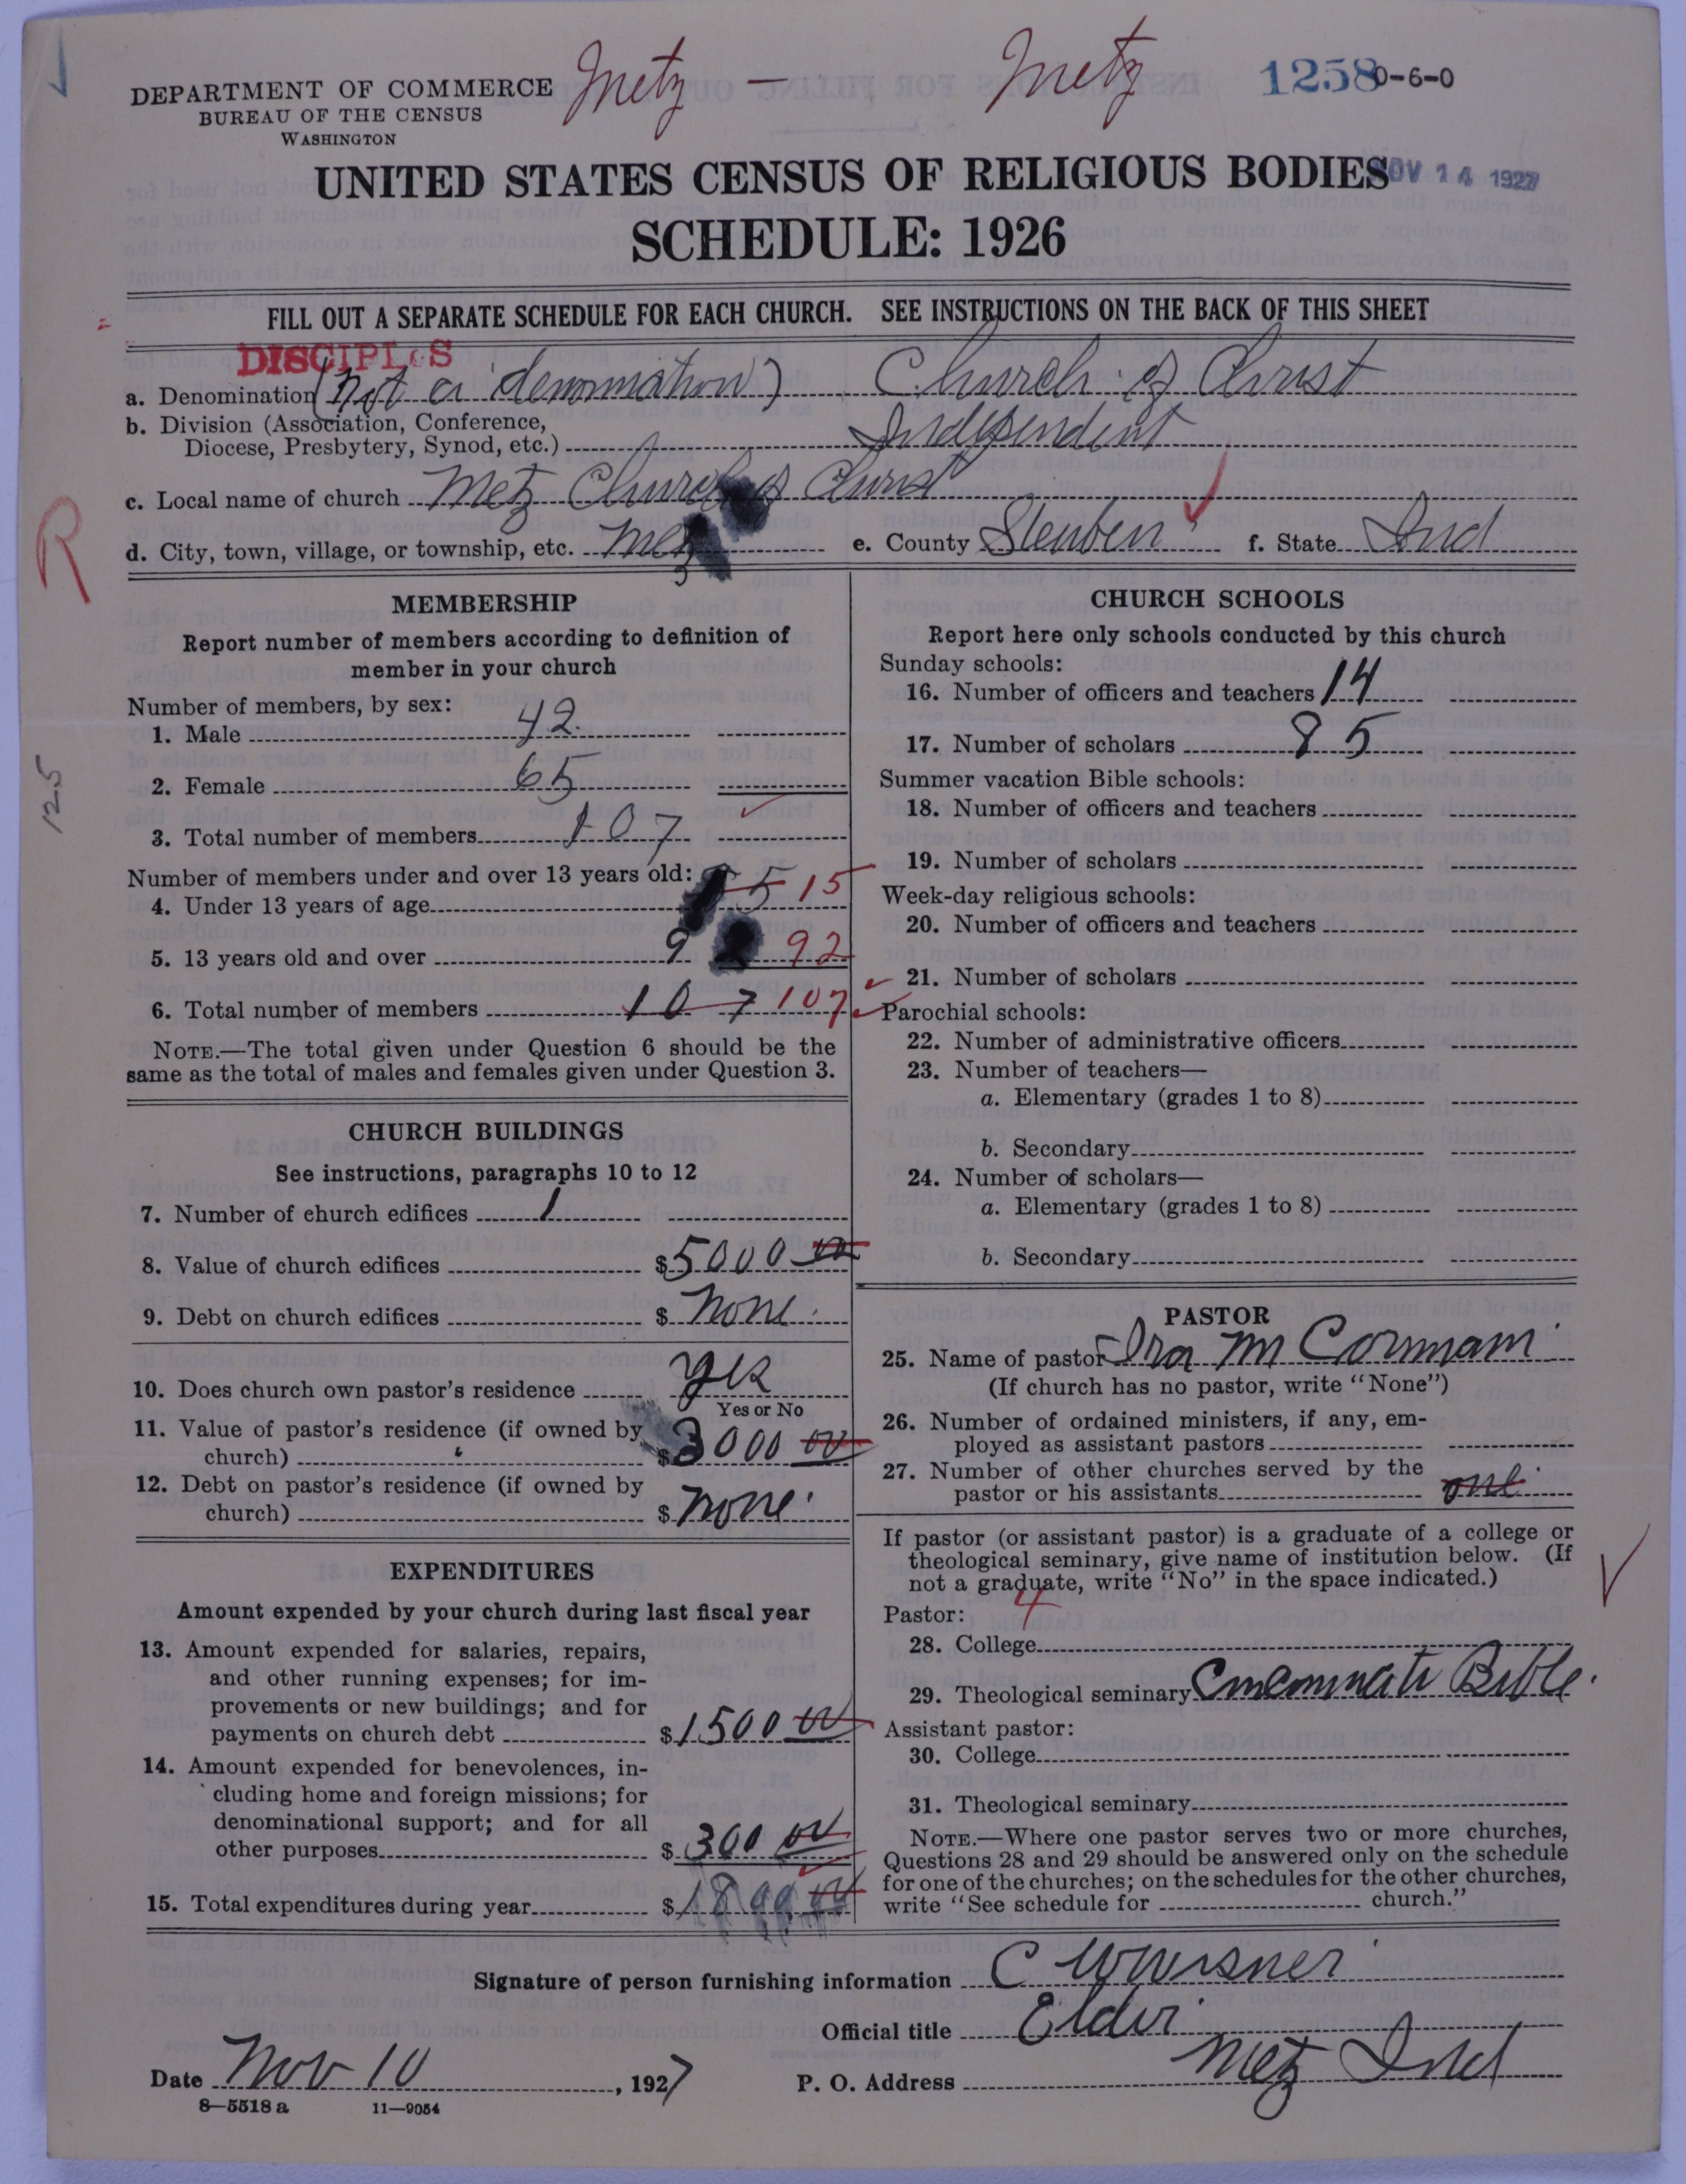 Metz — Metz 1258 0-6-0
DEPARTMENT OF COMMERCE
BUREAU OF THE CENSUS
WASHINGTON
UNITED STATES CENSUS OF RELIGIOUS BODIES
NOV 14 1927
SCHEDULE: 1926
FILL OUT A SEPARATE SCHEDULE FOR EACH CHURCH. SEE INSTRUCTIONS ON THE BACK OF THIS SHEET
DISCIPLES
a. Denomination (not a denomination) Church of Christ
b. Division (Association, Conference,
Diocese, Presbytery, Synod, etc.) Independent
c. Local name of church Metz Church of Christ
d. City, town, village, or township, etc. Metz e. County Steuben f. State Ind
R
125
MEMBERSHIP
Report number of members according to definition of
member in your church
Number of members, by sex:
1. Male 42
2. Female 65
3. Total number of members 107
Number of members under and over 13 years old:
4. Under 13 years of age 5 15
5. 13 years old and over 9 92
6. Total number of members 107 107
NOTE.—The total given under Question 6 should be the
same as the total of males and females given under Question 3.
CHURCH BUILDINGS
See instructions, paragraphs 10 to 12
7. Number of church edifices 1
8. Value of church edifices $5000 00
9. Debt on church edifices $ None
10. Does church own pastor's residence yes
Yes or No
11. Value of pastor's residence (if owned by
church) $3000 00
12. Debt on pastor's residence (if owned by
church) $ None
EXPENDITURES
Amount expended by your church during last fiscal year
13. Amount expended for salaries, repairs,
and other running expenses; for im-
provements or new buildings; and for
payments on church debt $1500 00
14. Amount expended for benevolences, in-
cluding home and foreign missions; for
denominational support; and for all
other purposes $300 00
15. Total expenditures during year $1800 00
CHURCH SCHOOLS
Report here only schools conducted by this church
Sunday schools:
16. Number of officers and teachers 14
17. Number of scholars 85
Summer vacation Bible schools:
18. Number of officers and teachers
19. Number of scholars
Week-day religious schools:
20. Number of officers and teachers
21. Number of scholars
Parochial schools:
22. Number of administrative officers
23. Number of teachers—
a. Elementary (grades 1 to 8)
b. Secondary
24. Number of scholars—
a. Elementary (grades 1 to 8)
b. Secondary
PASTOR
25. Name of pastor Ira M
(If church has no pastor, write "None")
26. Number of ordained ministers, if any, em-
ployed as assistant pastors
27. Number of other churches served by the
pastor or his assistants one
If pastor (or assistant pastor) is a graduate of a college or
theological seminary, give name of institution below. (If
not a graduate, write "No" in the space indicated.)
Pastor: 4
28. College
29. Theological seminary Cincinnati Bible
Assistant pastor:
30. College
31. Theological seminary
NOTE.—Where one pastor serves two or more churches,
Questions 28 and 29 should be answered only on the schedule
for one of the churches; on the schedules for the other churches,
write "See schedule for church."
Signature of person furnishing information C W Wisner
Official title Elder
Date Nov 10, 1927 P. O. Address Metz Ind
8—5518 a 11—9054